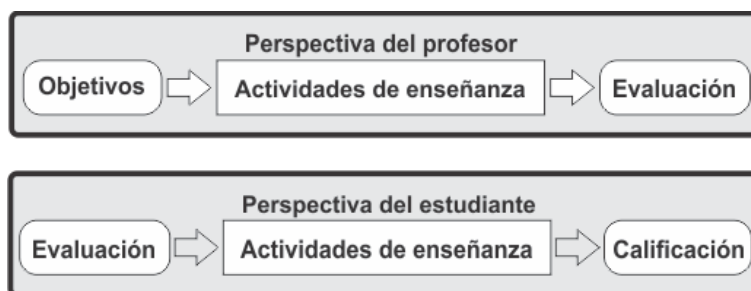 Perspectiva del profesor
Objetivos
Actividades de enseñanza
Evaluación
Perspectiva del estudiante
Evaluación
Actividades de enseñanza
Calificación